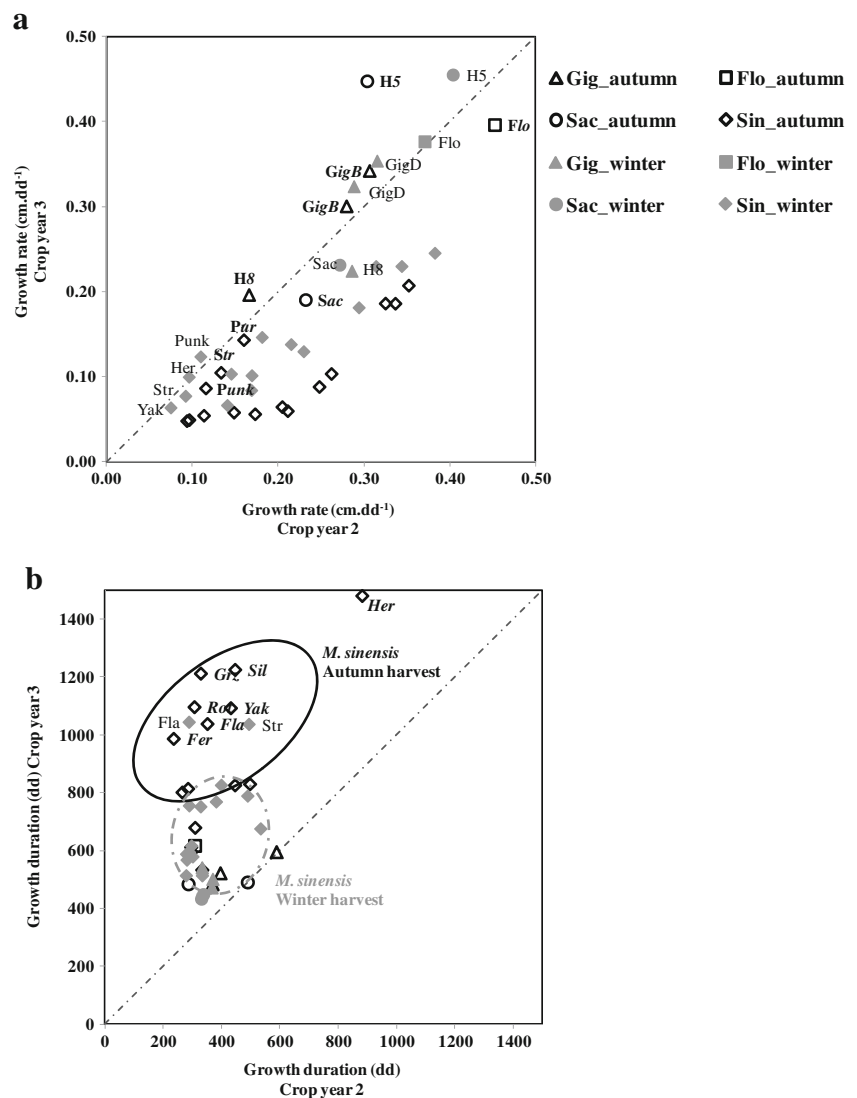 a
0.50
0.40
0.30
0.20
0.10
0.00
Growth rate (cm.dd-1)
Crop year 3
H5
H5
Flo
Flo
GigB
GigD
GigB
GigD
Sac
H8
H8
Sac
Pur
Punk
Str
Her
Str
Punk
Yak
0.00 0.10 0.20 0.30 0.40 0.50
Growth rate (cm.dd-1)
Crop year 2
Gig_autumn Flo_autumn
Sac_autumn Sin_autumn
Gig_winter Flo_winter
Sac_winter Sin_winter
b
1400
1200
1000
800
600
400
200
0
Growth duration (dd) Crop year 3
Her
M. sinensis
Autumn harvest
Grz Sil
Rot Yak
Fla Fla Str
Fer
M. sinensis
Winter harvest
0 200 400 600 800 1000 1200 1400
Growth duration (dd)
Crop year 2